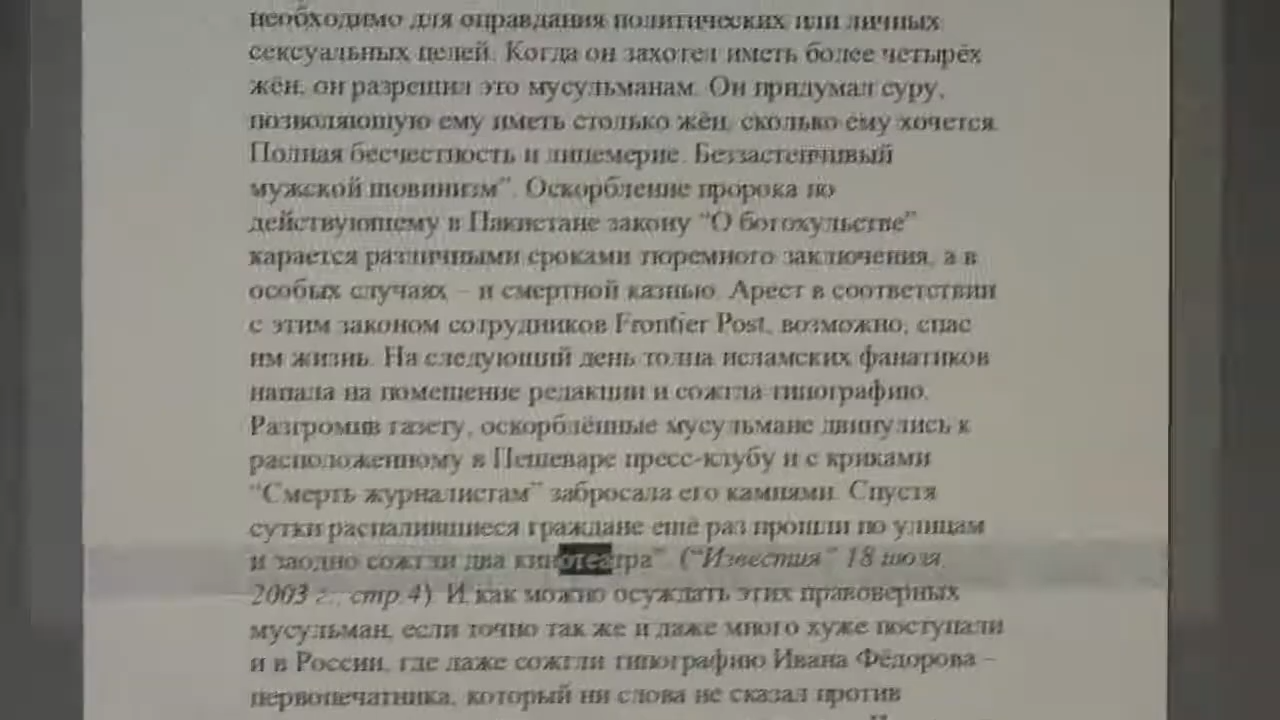 необходимо для оправдания политических или личных
сексуальных целей. Когда он захотел иметь более четырёх
жён, он разрешил это мусульманам. Он придумал суру,
позволяющую ему иметь столько жён, сколько ему хочется.
Полная бесчестность и лицемерие. Беззастенчивый
мужской шовинизм”. Оскорбление пророка по
действующему в Пакистане закону “О богохульстве”
карается различными сроками тюремного заключения, а в
особых случаях – и смертной казнью. Арест в соответствии
с этим законом сотрудников Frontier Post, возможно, спас
им жизнь. На следующий день толпа исламских фанатиков
напала на помещение редакции и сожгла типографию.
Разгромив газету, оскорблённые мусульмане двинулись к
расположенному в Пешеваре пресс-клубу и с криками
“Смерть журналистам” забросала его камнями. Спустя
сутки распалившиеся граждане ещё раз прошли по улицам
и заодно сожгли два кинотеатра”. (“Известия” 18 июля
2003 г., стр.4). И как можно осуждать этих правоверных
мусульман, если точно так же и даже много хуже поступали
и в России, где даже сожгли типографию Ивана Фёдорова –
первопечатника, который ни слова не сказал против